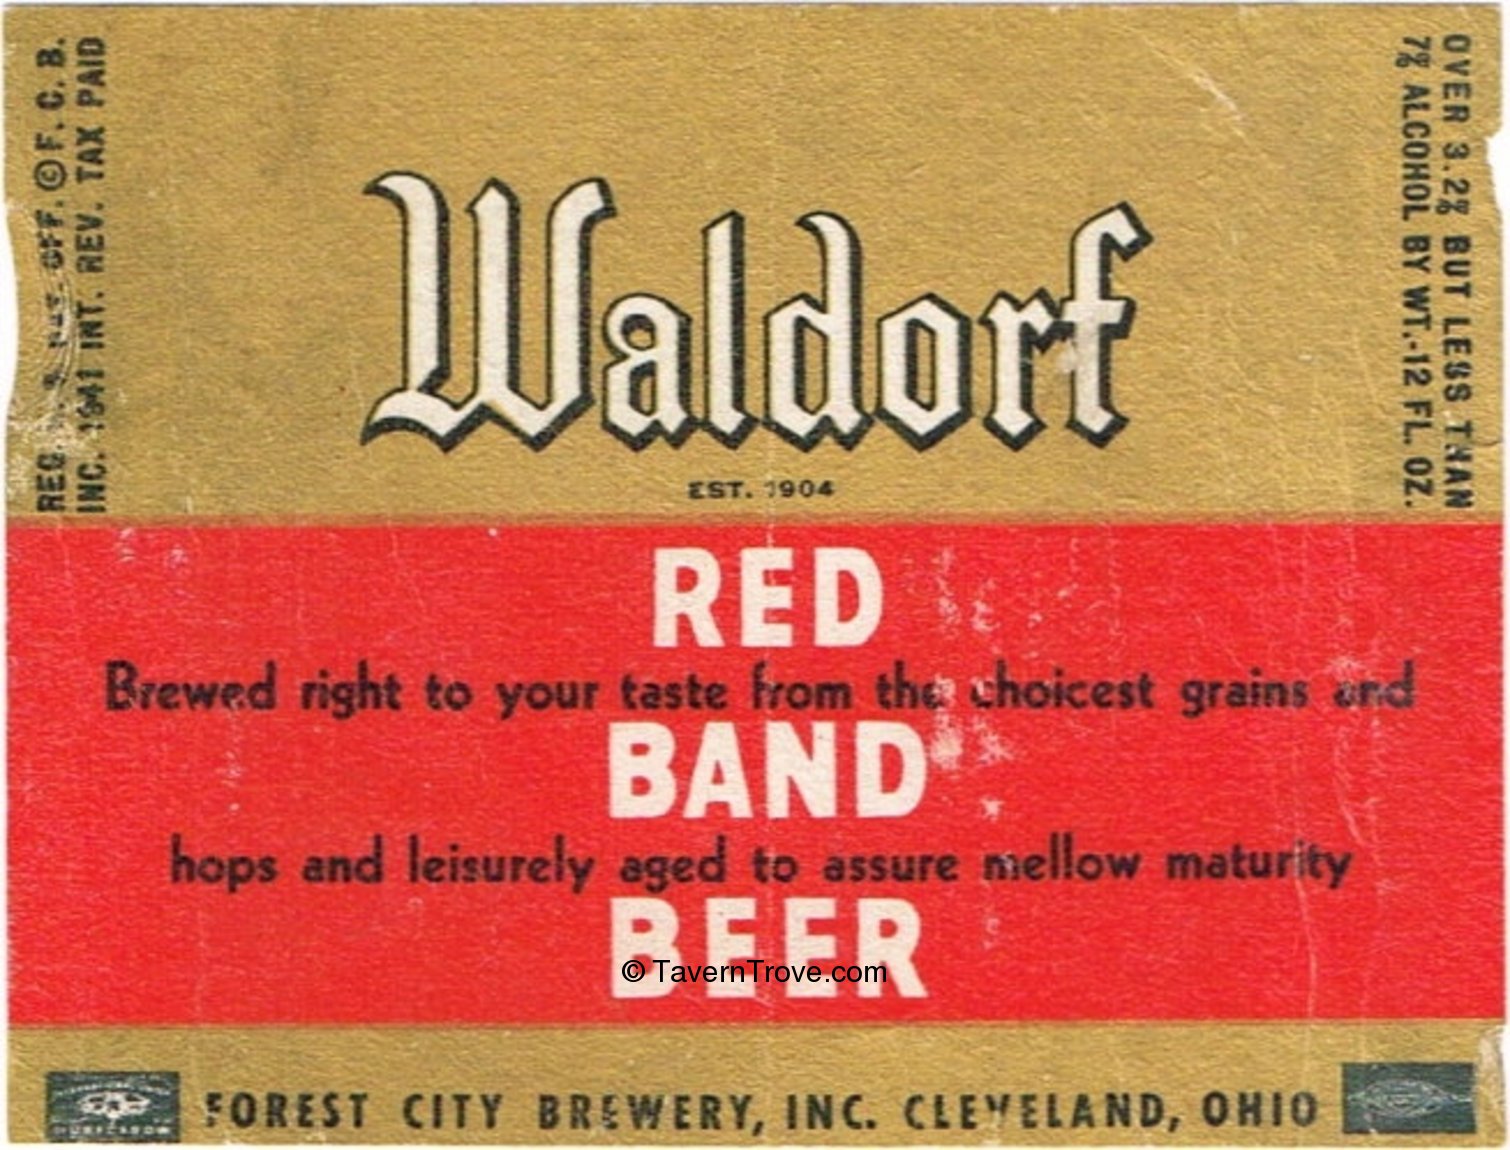 REG. U.S. PAT. OFF. © F. C. B.
INC. 1941 INT. REV. TAX PAID
OVER 3.2% BUT LESS THAN
7% ALCOHOL BY WT.-12 FL. OZ.
Waldorf
EST. 1904
RED
Brewed right to your taste from the choicest grains and
BAND
hops and leisurely aged to assure mellow maturity
BEER
© TavernTrove.com
FOREST CITY BREWERY, INC. CLEVELAND, OHIO